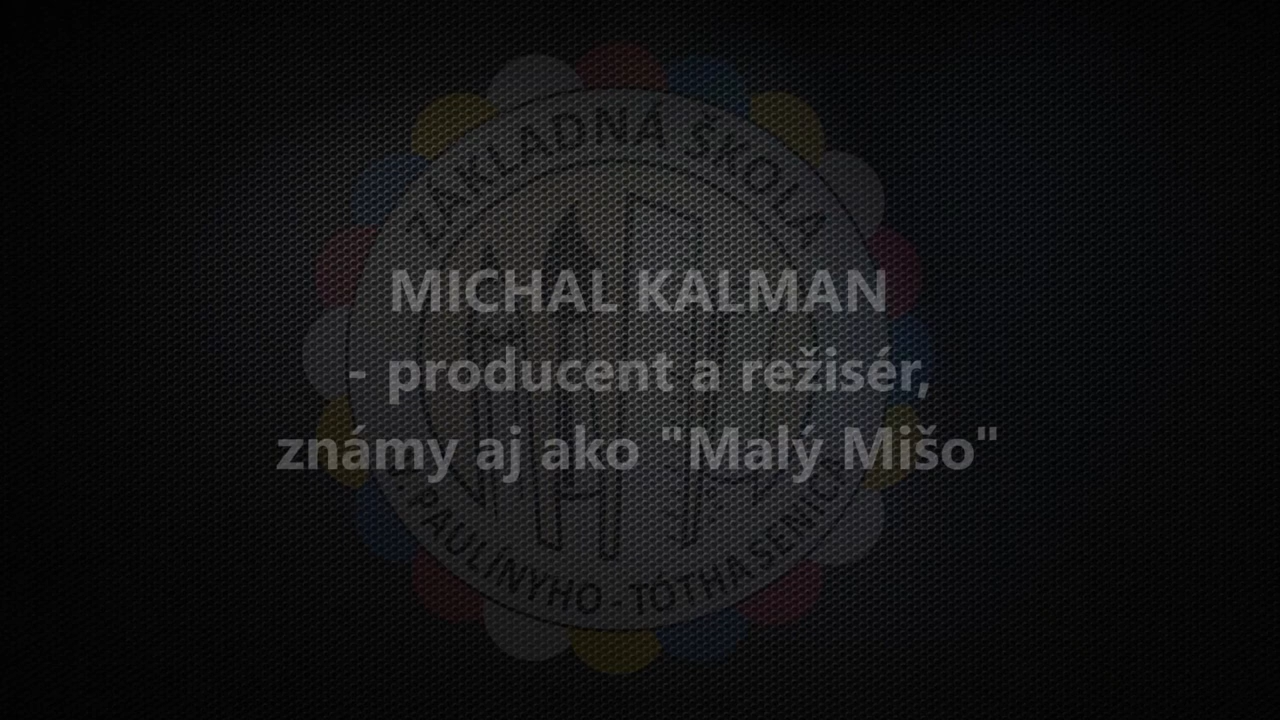 ZÁKLADNÁ ŠKOLA
MICHAL KALMAN
- producent a režisér,
známy aj ako "Malý Mišo"
PAULÍNYHO - TÓTHA SENICA